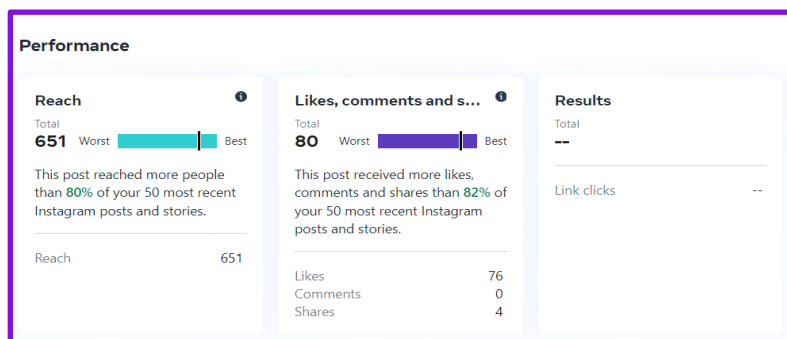 Performance
Reach
Total
651 Worst Best
This post reached more people
than 80% of your 50 most recent
Instagram posts and stories.
Reach 651
Likes, comments and s...
Total
80 Worst Best
This post received more likes,
comments and shares than 82% of
your 50 most recent Instagram
posts and stories.
Likes 76
Comments 0
Shares 4
Results
Total
--
Link clicks --